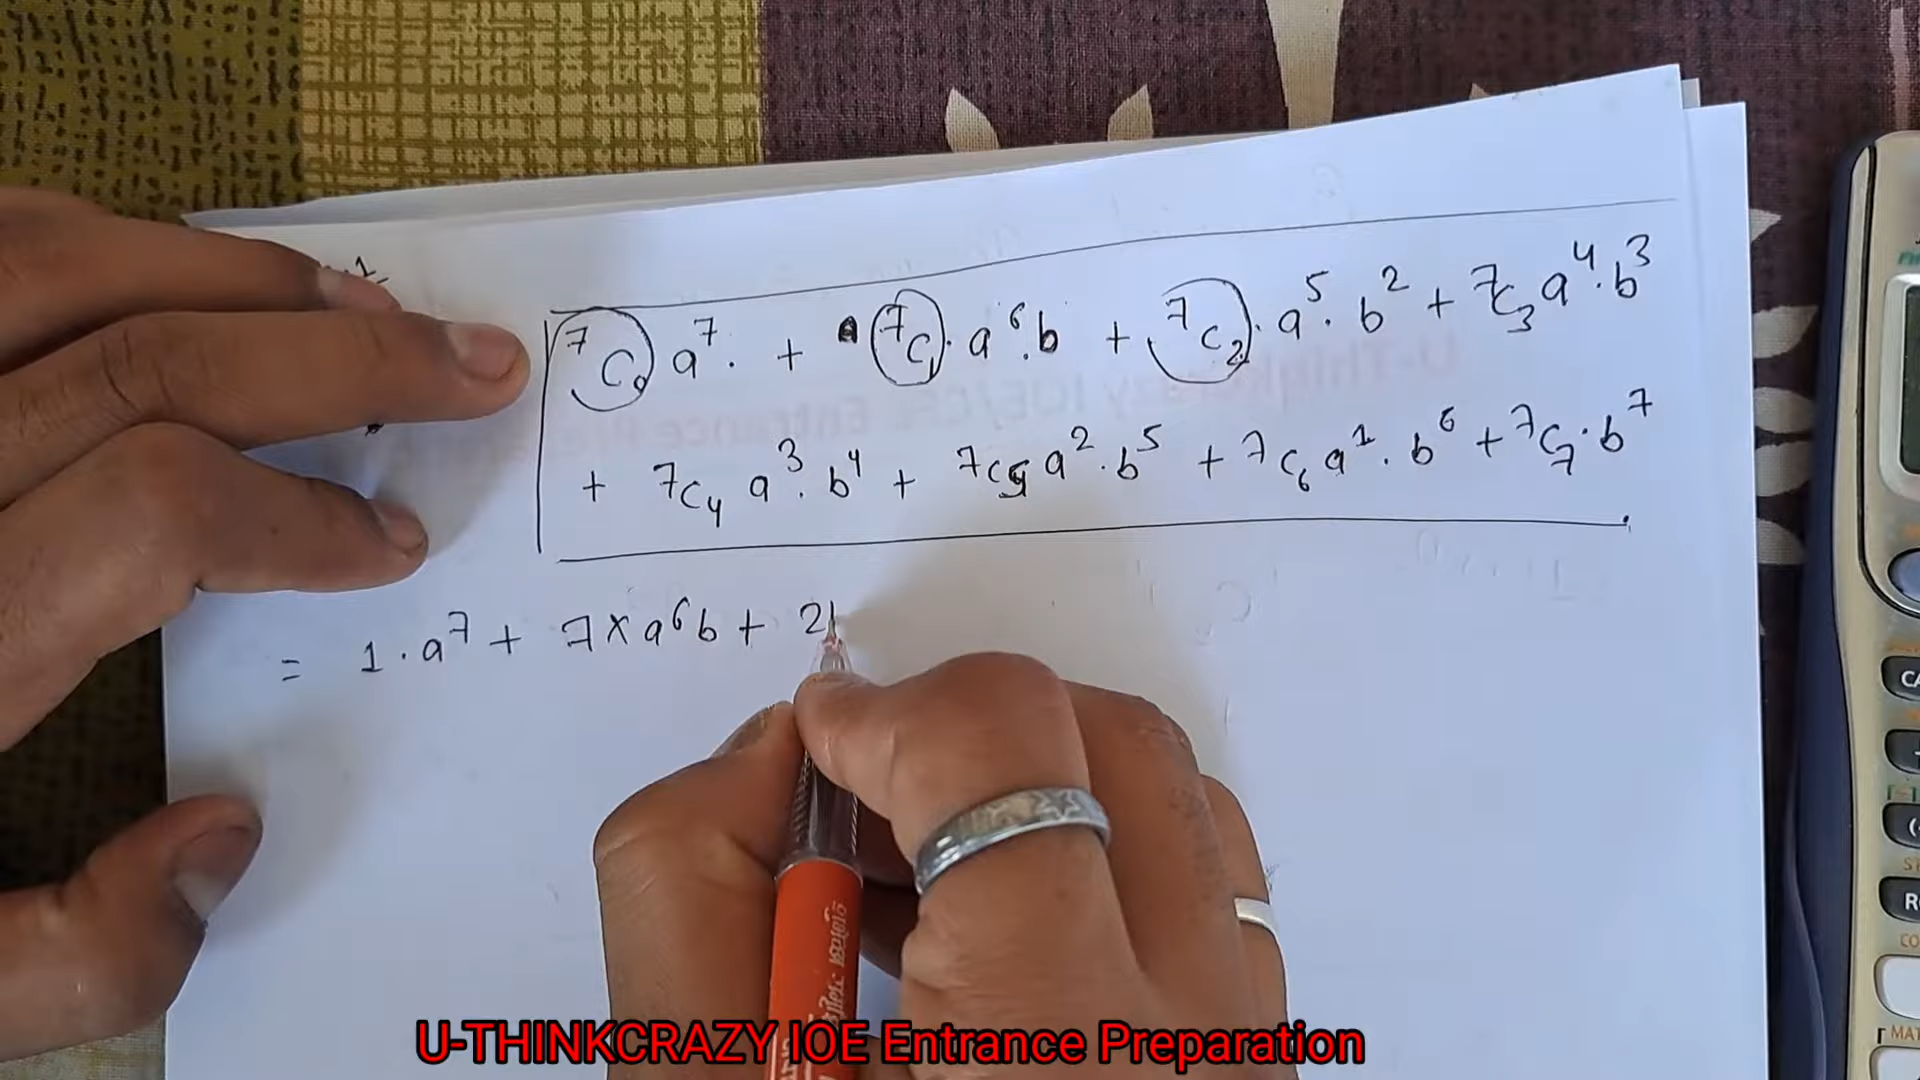 ⁷C₀ a⁷. + ⁷C₁. a⁶.b + ⁷C₂. a⁵. b² + ⁷C₃ a⁴. b³
+ ⁷C₄ a³. b⁴ + ⁷C₅ a². b⁵ + ⁷C₆ a¹. b⁶ + ⁷C₇. b⁷
= 1. a⁷ + 7 x a⁶b + 21
U-THINKCRAZY IOE Entrance Preparation